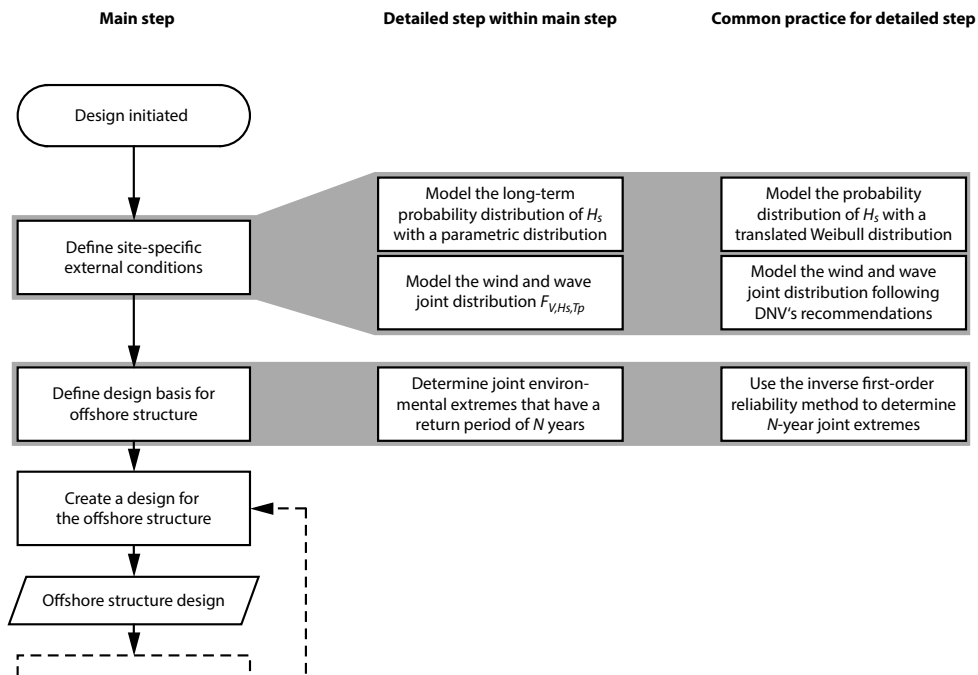 Main step
Detailed step within main step
Common practice for detailed step
Design initiated
Define site-specific
external conditions
Model the long-term
probability distribution of Hs
with a parametric distribution
Model the probability
distribution of Hs with a
translated Weibull distribution
Model the wind and wave
joint distribution FV,Hs,Tp
Model the wind and wave
joint distribution following
DNV's recommendations
Define design basis for
offshore structure
Determine joint environ-
mental extremes that have a
return period of N years
Use the inverse first-order
reliability method to determine
N-year joint extremes
Create a design for
the offshore structure
Offshore structure design